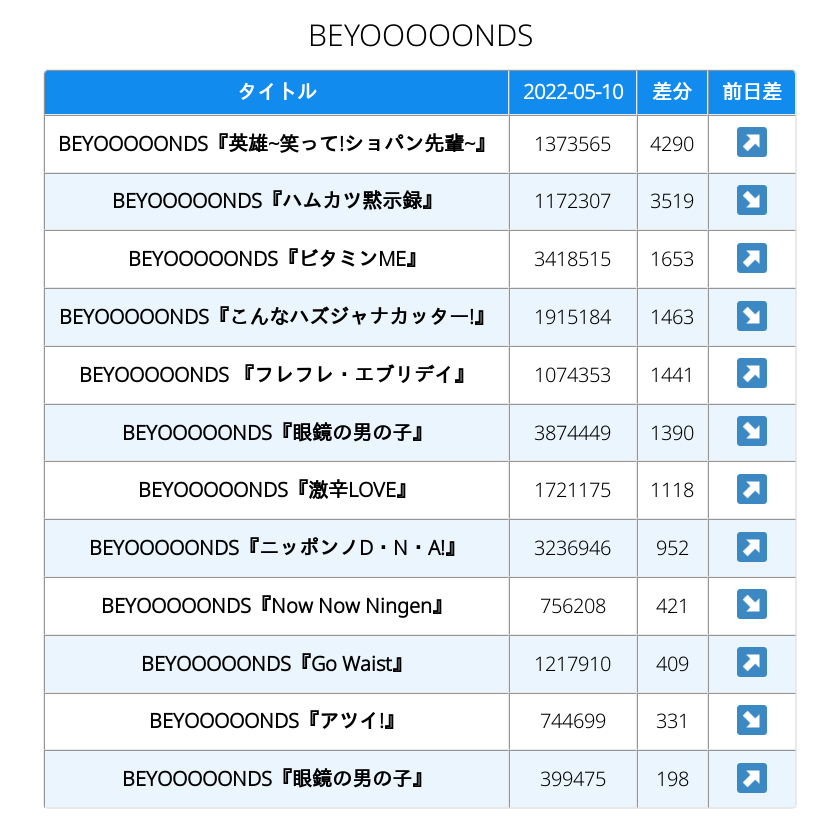 BEYOOOOONDS
タイトル 2022-05-10 差分 前日差
BEYOOOOONDS『英雄~笑って!ショパン先輩~』 1373565 4290 ↗
BEYOOOOONDS『ハムカツ黙示録』 1172307 3519 ↘
BEYOOOOONDS『ビタミンME』 3418515 1653 ↗
BEYOOOOONDS『こんなハズジャナカッター!』 1915184 1463 ↘
BEYOOOOONDS 『フレフレ・エブリデイ』 1074353 1441 ↗
BEYOOOOONDS『眼鏡の男の子』 3874449 1390 ↘
BEYOOOOONDS『激辛LOVE』 1721175 1118 ↗
BEYOOOOONDS『ニッポンノD・N・A!』 3236946 952 ↗
BEYOOOOONDS『Now Now Ningen』 756208 421 ↘
BEYOOOOONDS『Go Waist』 1217910 409 ↗
BEYOOOOONDS『アツイ!』 744699 331 ↘
BEYOOOOONDS『眼鏡の男の子』 399475 198 ↗